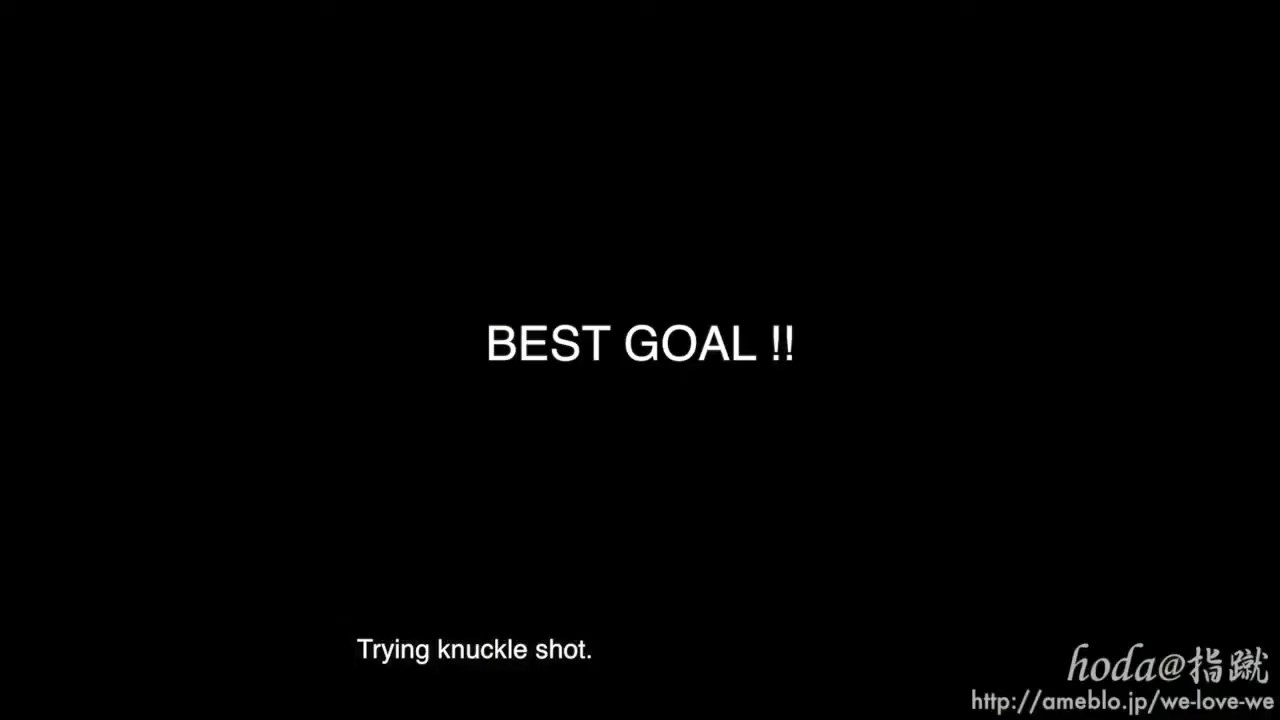 BEST GOAL !!
Trying knuckle shot.
hoda@指蹴
http://ameblo.jp/we-love-we